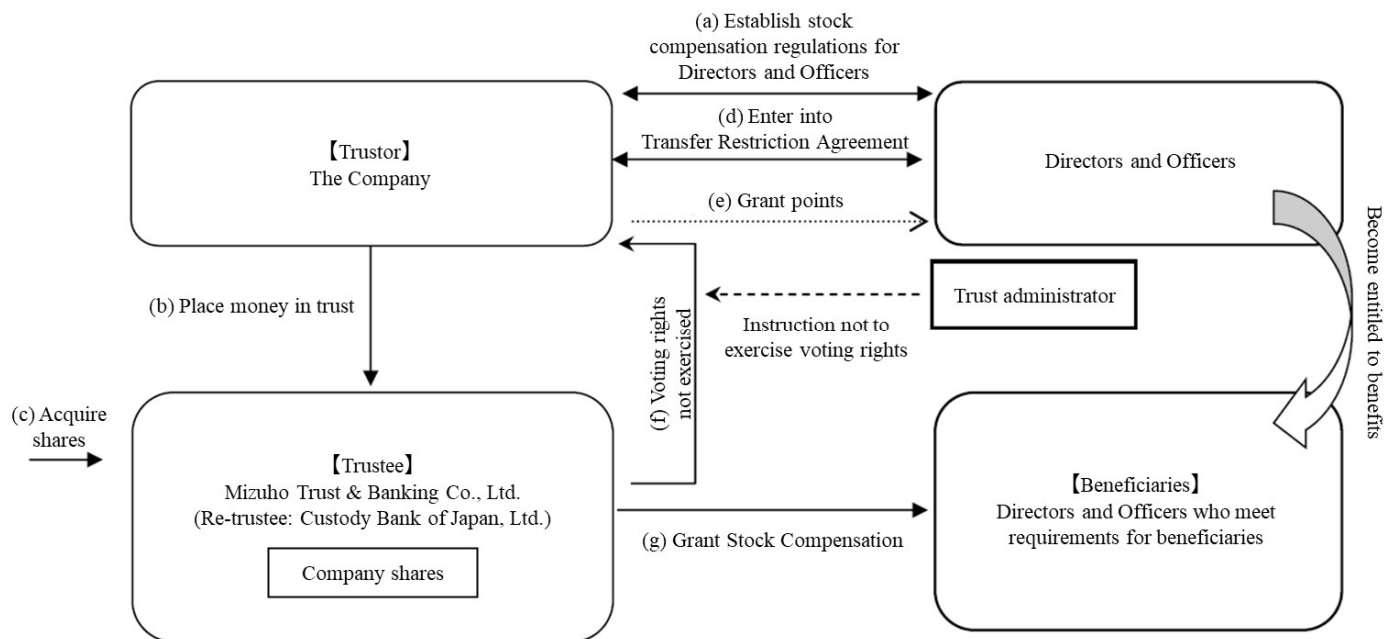 (a) Establish stock
compensation regulations for
Directors and Officers
(d) Enter into
Transfer Restriction Agreement
【Trustor】
The Company
Directors and Officers
(e) Grant points
Become entitled to benefits
(b) Place money in trust
(f) Voting rights
not exercised
Trust administrator
Instruction not to
exercise voting rights
(c) Acquire
shares
【Trustee】
Mizuho Trust & Banking Co., Ltd.
(Re-trustee: Custody Bank of Japan, Ltd.)
Company shares
(g) Grant Stock Compensation
【Beneficiaries】
Directors and Officers who meet
requirements for beneficiaries